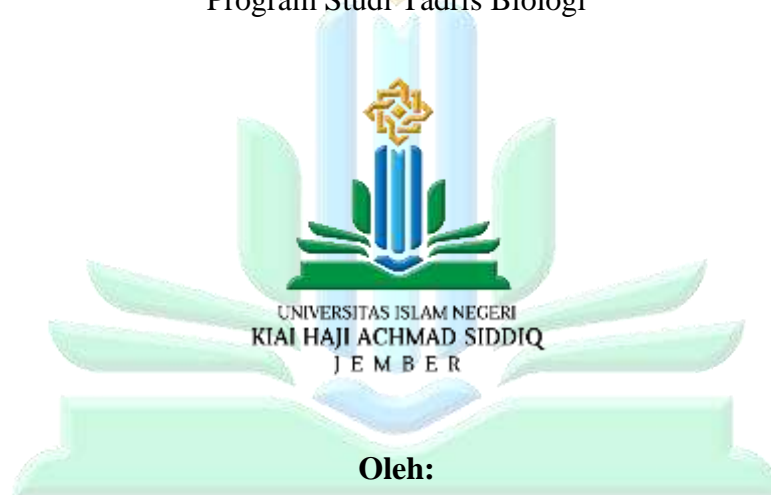 Program Studi Tadris Biologi
UNIVERSITAS ISLAM NEGERI
KIAI HAJI ACHMAD SIDDIQ
JEMBER
Oleh: